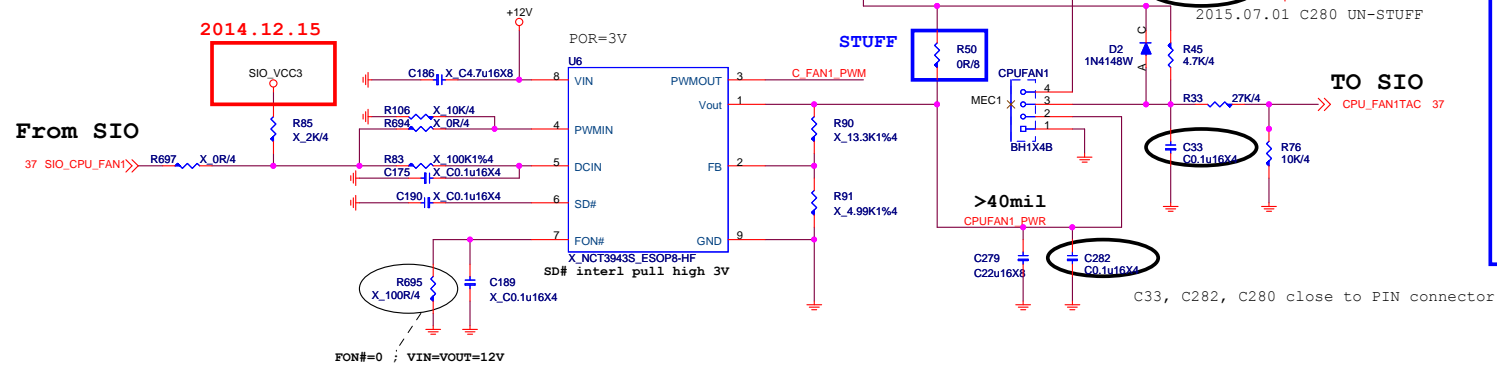 2014.12.15
SIO_VCC3
R85
X_2K/4
From SIO
37 SIO_CPU_FAN1
R697 X_0R/4
+12V
POR=3V
U6
C186 X_C4.7u16X8
R106 X_10K/4
R694 X_0R/4
R83 X_100K1%4
C175 X_C0.1u16X4
C190 X_C0.1u16X4
8 VIN
4 PWMIN
5 DCIN
6 SD#
7 FON#
PWMOUT 3
Vout 1
FB 2
GND 9
X_NCT3943S_ESOP8-HF
SD# interl pull high 3V
R695
X_100R/4
C189
X_C0.1u16X4
FON#=0 ; VIN=VOUT=12V
C_FAN1_PWM
R90
X_13.3K1%4
R91
X_4.99K1%4
STUFF
R50
0R/8
CPUFAN1
MEC1
4
3
2
1
BH1X4B
2015.07.01 C280 UN-STUFF
D2
1N4148W
C
A
R45
4.7K/4
R33 27K/4
TO SIO
CPU_FAN1TAC 37
C33
C0.1u16X4
R76
10K/4
>40mil
CPUFAN1_PWR
C279
C22u16X8
C282
C0.1u16X4
C33, C282, C280 close to PIN connector